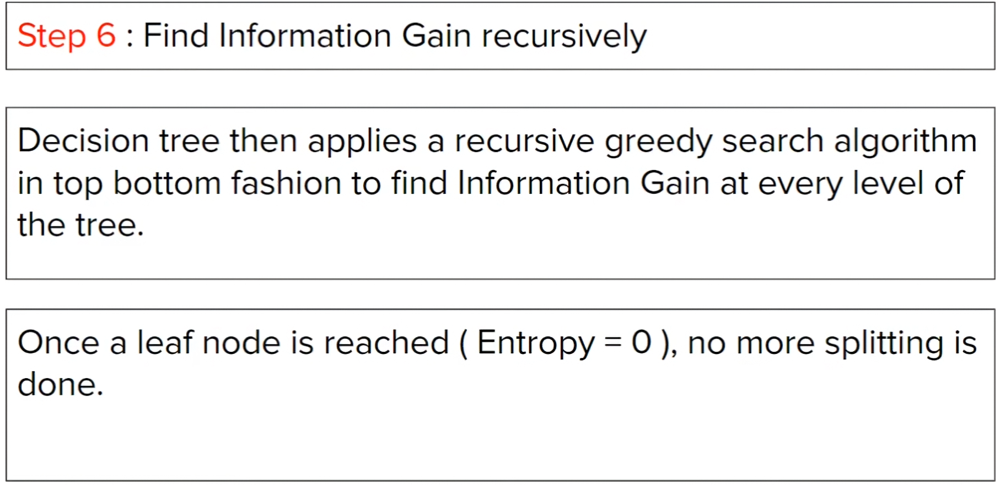 Step 6 : Find Information Gain recursively
Decision tree then applies a recursive greedy search algorithm
in top bottom fashion to find Information Gain at every level of
the tree.
Once a leaf node is reached ( Entropy = 0 ), no more splitting is
done.